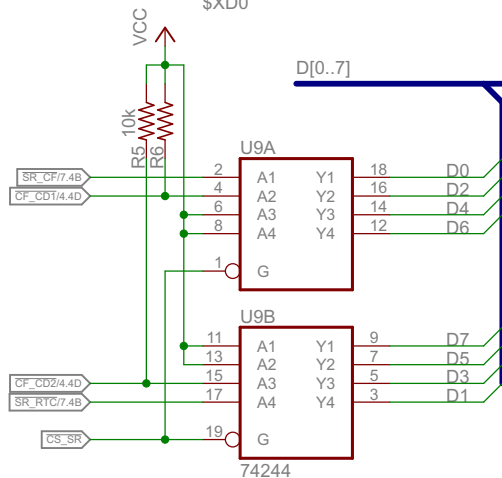 $XD0
VCC
D[0..7]
10k
R5
R6
U9A
SR_CF/7.4B
2 A1 Y1 18 D0
CF_CD1/4.4D
4 A2 Y2 16 D2
6 A3 Y3 14 D4
8 A4 Y4 12 D6
1 G
U9B
11 A1 Y1 9 D7
13 A2 Y2 7 D5
CF_CD2/4.4D
15 A3 Y3 5 D3
SR_RTC/7.4B
17 A4 Y4 3 D1
CS_SR
19 G
74244